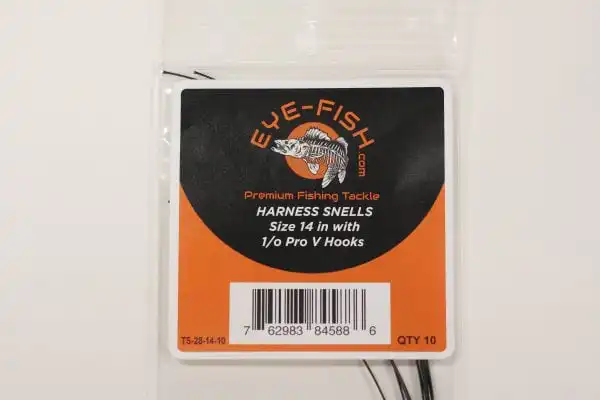 EYE-FISH
.com
Premium Fishing Tackle
HARNESS SNELLS
Size 14 in with
1/o Pro V Hooks
7 62983 84588 6
TS-28-14-10
QTY 10